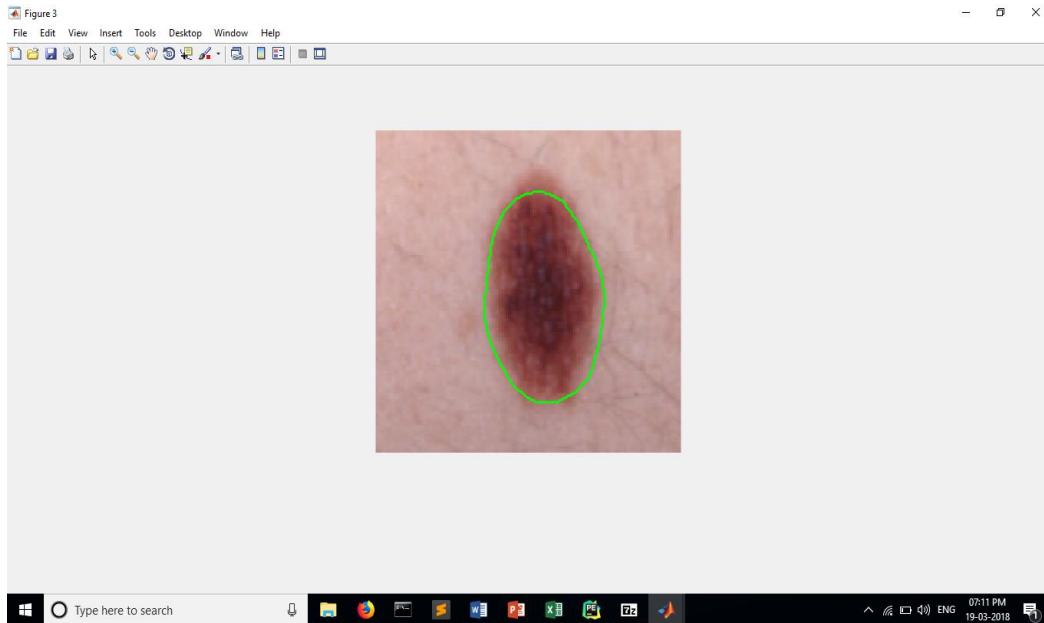 Figure 3
File Edit View Insert Tools Desktop Window Help
Type here to search
ENG
07:11 PM
19-03-2018